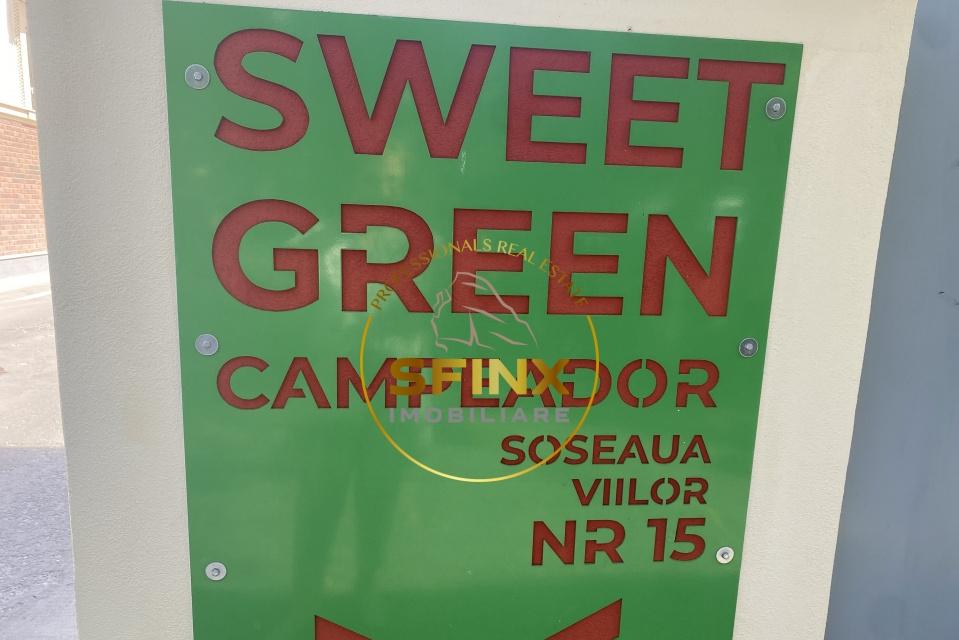 SWEET
GREEN
PROFESSIONALS REAL ESTATE
CAMPEADOR
SFINX
IMOBILIARE
SOSEAUA
VIILOR
NR 15